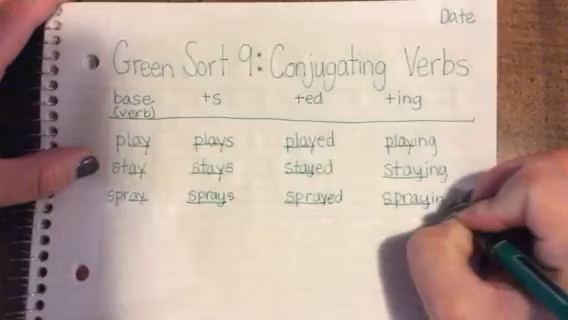 Date
Green Sort 9: Conjugating Verbs
base +s +ed +ing
(verb)
play plays played playing
stay stays stayed staying
spray sprays sprayed sprayin